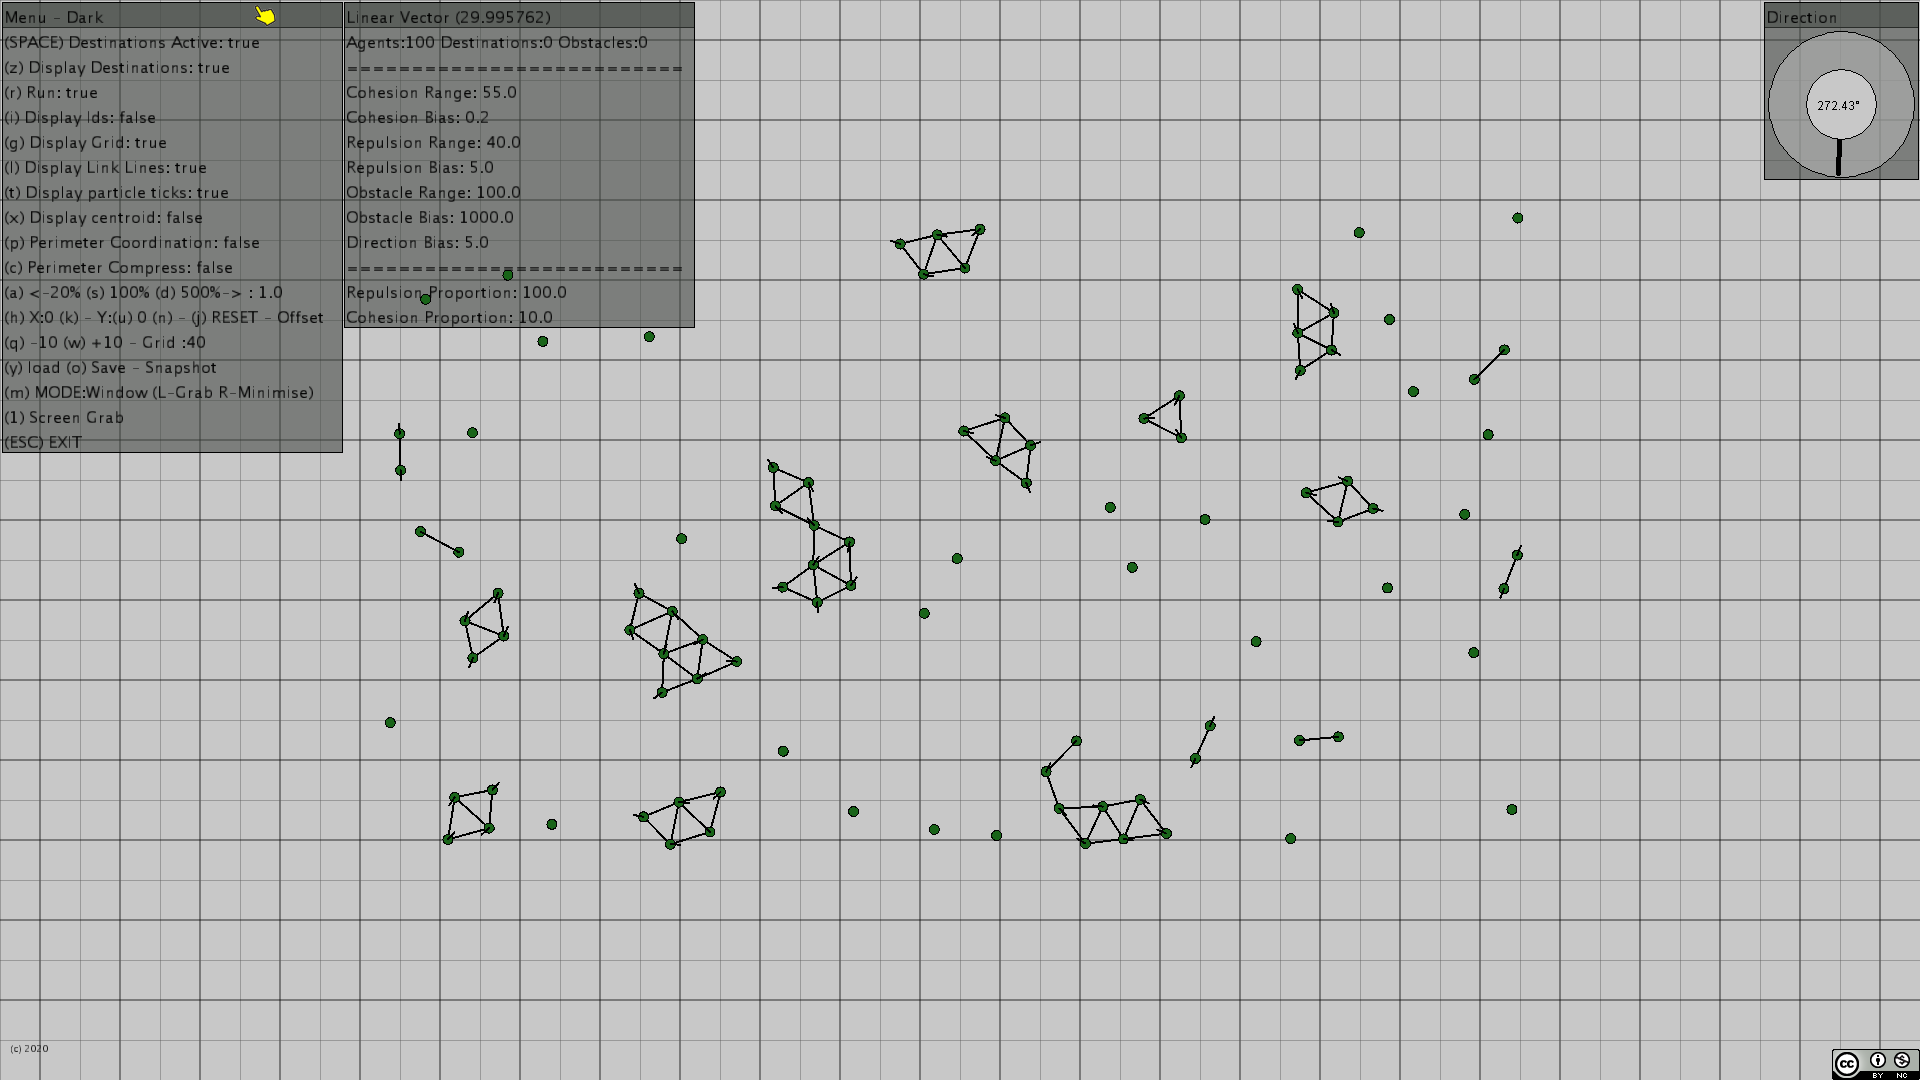 Menu - Dark
(SPACE) Destinations Active: true
(z) Display Destinations: true
(r) Run: true
(i) Display Ids: false
(g) Display Grid: true
(l) Display Link Lines: true
(t) Display particle ticks: true
(x) Display centroid: false
(p) Perimeter Coordination: false
(c) Perimeter Compress: false
(a) <-20% (s) 100% (d) 500%-> : 1.0
(h) X:0 (k) - Y:(u) 0 (n) - (j) RESET - Offset
(q) -10 (w) +10 - Grid :40
(y) load (o) Save - Snapshot
(m) MODE:Window (L-Grab R-Minimise)
(1) Screen Grab
(ESC) EXIT
Linear Vector (29.995762)
Agents:100 Destinations:0 Obstacles:0
============================
Cohesion Range: 55.0
Cohesion Bias: 0.2
Repulsion Range: 40.0
Repulsion Bias: 5.0
Obstacle Range: 100.0
Obstacle Bias: 1000.0
Direction Bias: 5.0
============================
Repulsion Proportion: 100.0
Cohesion Proportion: 10.0
Direction
272.43°
(c) 2020
cc
BY NC